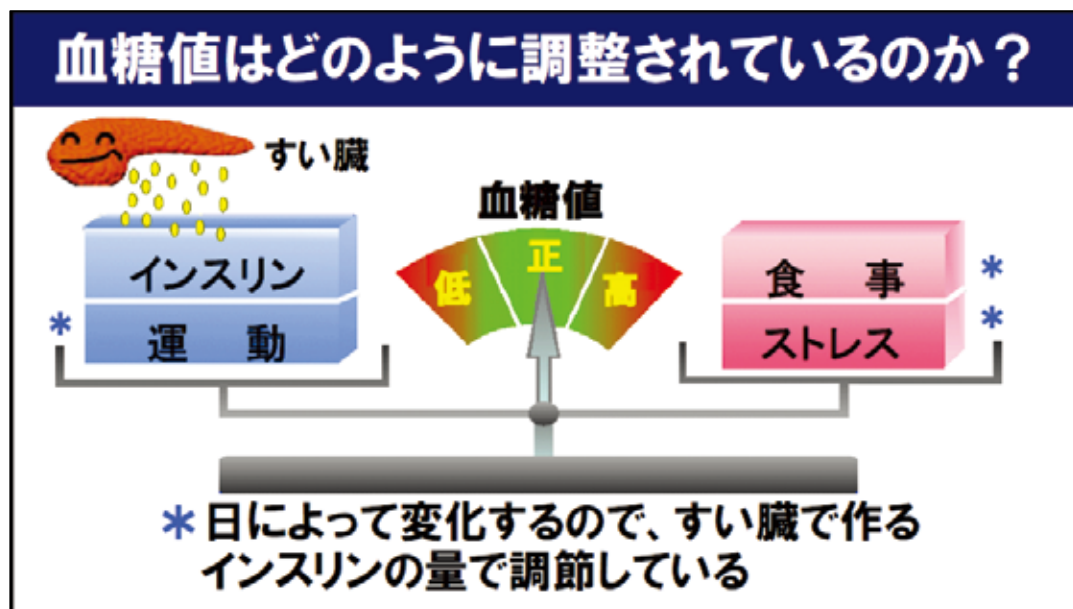 血糖値はどのように調整されているのか？
すい臓
血糖値
インスリン
運　動
低
正
高
食　事
ストレス
*
*
*
*日によって変化するので、すい臓で作る
インスリンの量で調節している